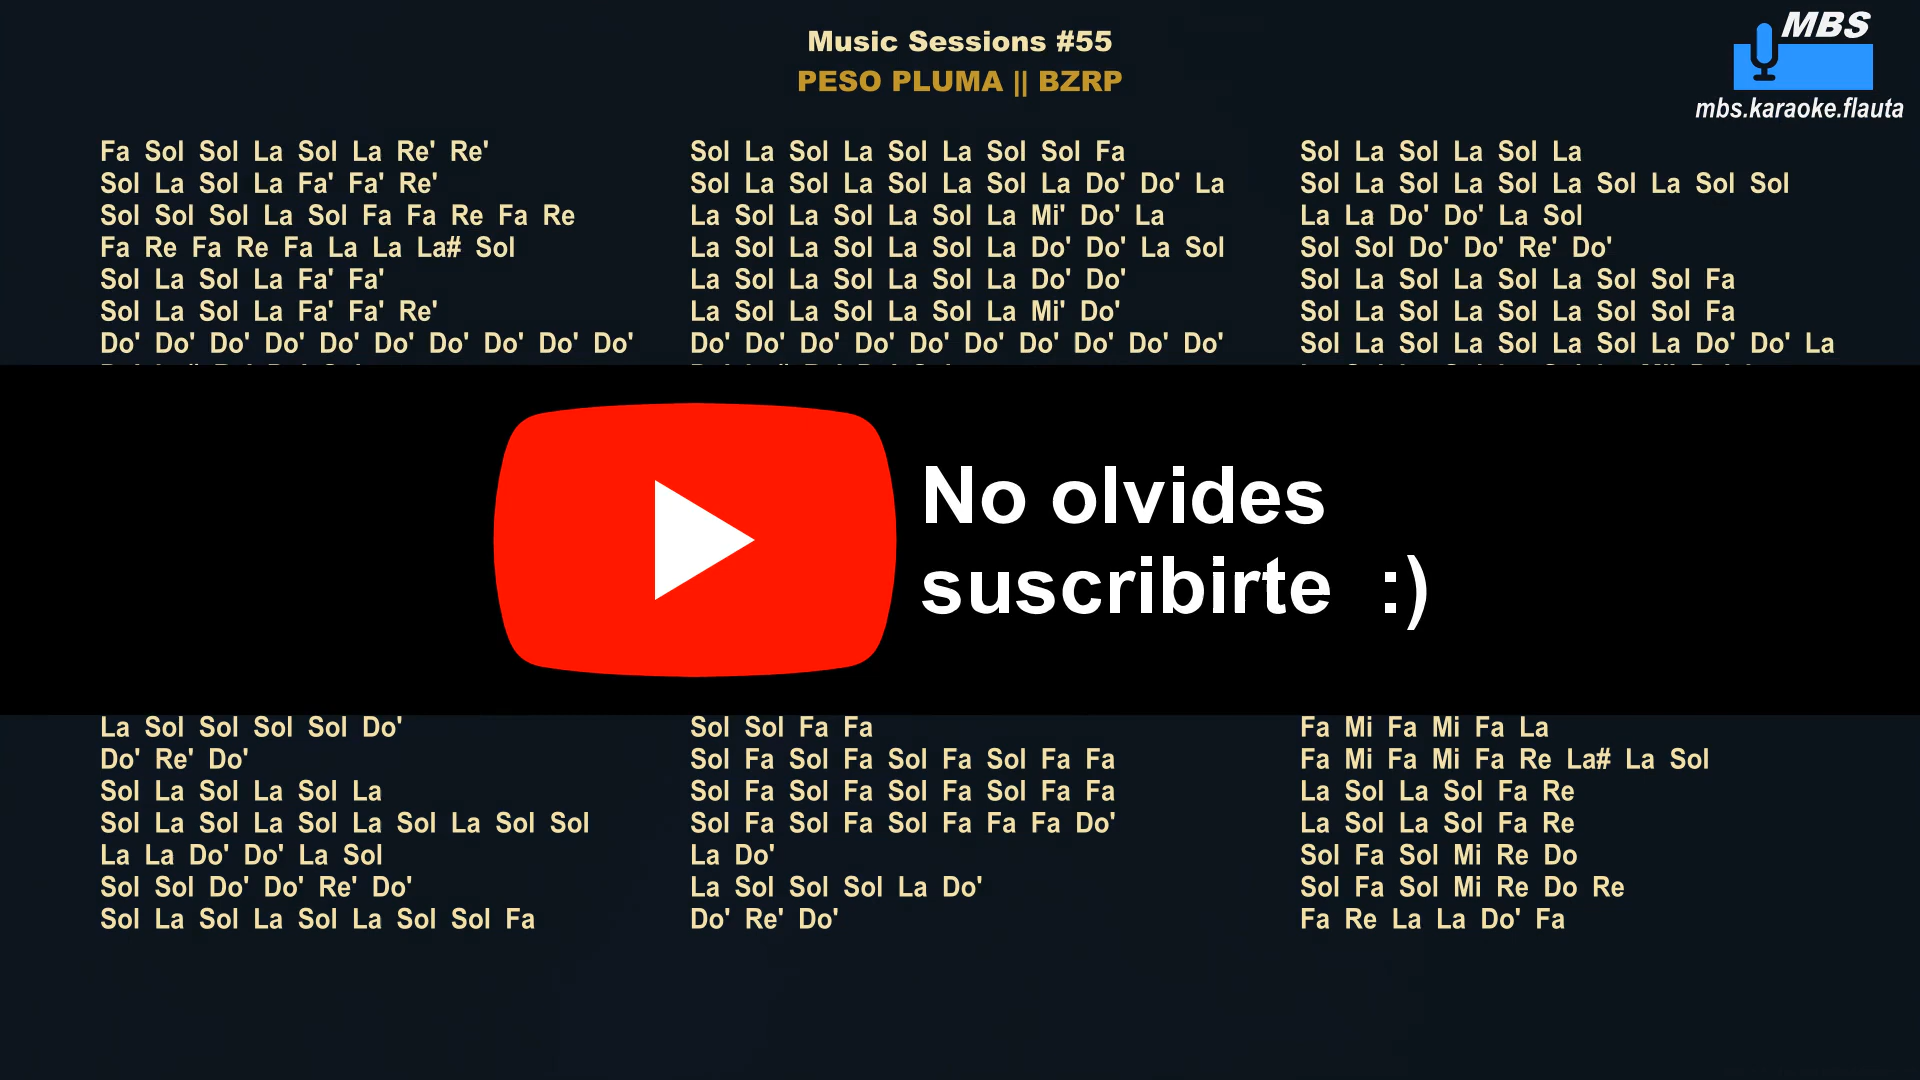 Music Sessions #55
PESO PLUMA || BZRP
MBS
mbs.karaoke.flauta
Fa Sol Sol La Sol La Re' Re'
Sol La Sol La Fa' Fa' Re'
Sol Sol Sol La Sol Fa Fa Re Fa Re
Fa Re Fa Re Fa La La La# Sol
Sol La Sol La Fa' Fa'
Sol La Sol La Fa' Fa' Re'
Do' Do' Do' Do' Do' Do' Do' Do' Do' Do'
La Sol Sol Sol Sol Do'
Do' Re' Do'
Sol La Sol La Sol La
Sol La Sol La Sol La Sol La Sol Sol
La La Do' Do' La Sol
Sol Sol Do' Do' Re' Do'
Sol La Sol La Sol La Sol Sol Fa
Sol La Sol La Sol La Sol Sol Fa
Sol La Sol La Sol La Sol La Do' Do' La
La Sol La Sol La Sol La Mi' Do' La
La Sol La Sol La Sol La Do' Do' La Sol
La Sol La Sol La Sol La Do' Do'
La Sol La Sol La Sol La Mi' Do'
Do' Do' Do' Do' Do' Do' Do' Do' Do' Do'
No olvides
suscribirte :)
Sol Sol Fa Fa
Sol Fa Sol Fa Sol Fa Sol Fa Fa
Sol Fa Sol Fa Sol Fa Sol Fa Fa
Sol Fa Sol Fa Sol Fa Fa Fa Do'
La Do'
La Sol Sol Sol La Do'
Do' Re' Do'
Sol La Sol La Sol La
Sol La Sol La Sol La Sol La Sol Sol
La La Do' Do' La Sol
Sol Sol Do' Do' Re' Do'
Sol La Sol La Sol La Sol Sol Fa
Sol La Sol La Sol La Sol Sol Fa
Sol La Sol La Sol La Sol La Do' Do' La
Fa Mi Fa Mi Fa La
Fa Mi Fa Mi Fa Re La# La Sol
La Sol La Sol Fa Re
La Sol La Sol Fa Re
Sol Fa Sol Mi Re Do
Sol Fa Sol Mi Re Do Re
Fa Re La La Do' Fa